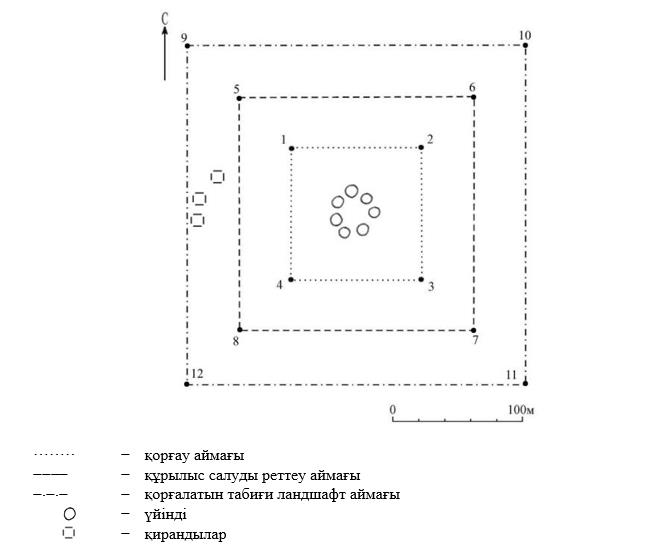 С
9
10
5
6
1
2
4
3
8
7
12
11
0 100м
– қорғау аймағы
– құрылыс салуды реттеу аймағы
– қорғалатын табиғи ландшафт аймағы
– үйінді
– қирандылар